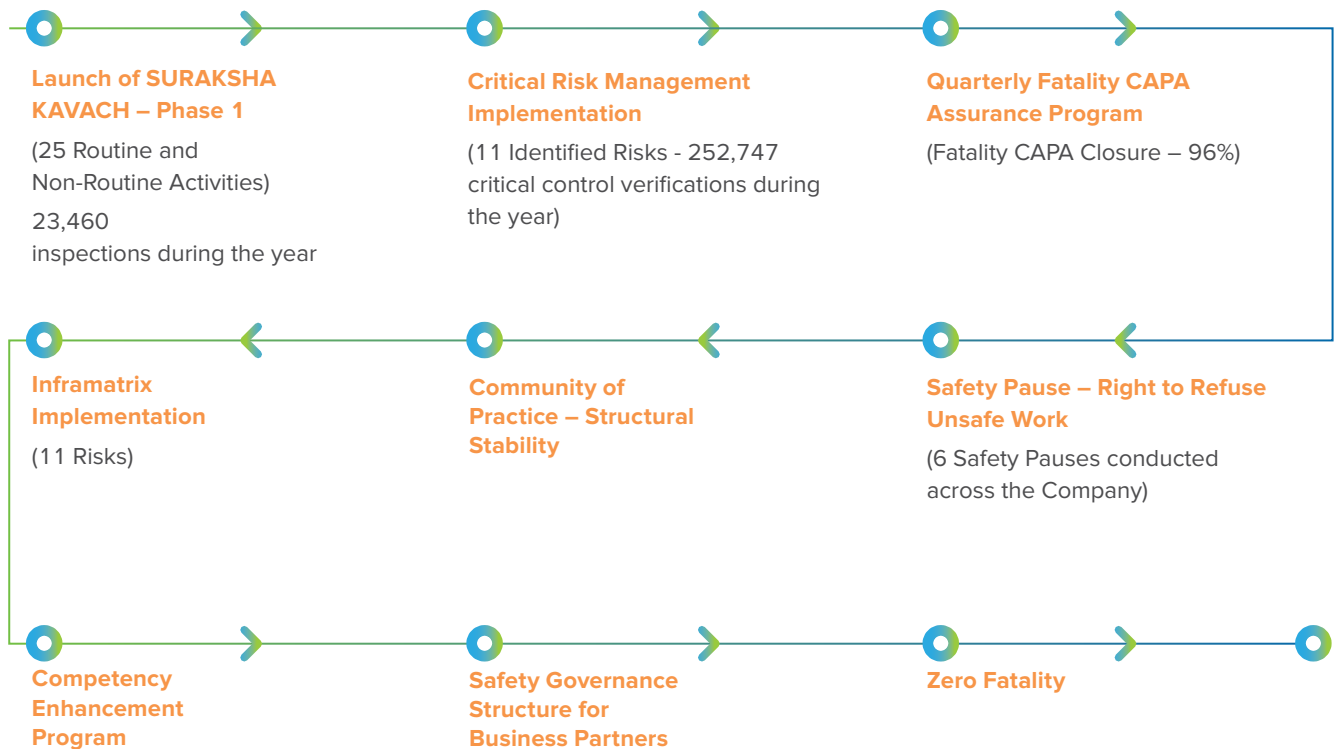 Launch of SURAKSHA
KAVACH – Phase 1
(25 Routine and
Non-Routine Activities)
23,460
inspections during the year
Critical Risk Management
Implementation
(11 Identified Risks - 252,747
critical control verifications during
the year)
Quarterly Fatality CAPA
Assurance Program
(Fatality CAPA Closure – 96%)
Safety Pause – Right to Refuse
Unsafe Work
(6 Safety Pauses conducted
across the Company)
Community of
Practice – Structural
Stability
Inframatrix
Implementation
(11 Risks)
Competency
Enhancement
Program
Safety Governance
Structure for
Business Partners
Zero Fatality